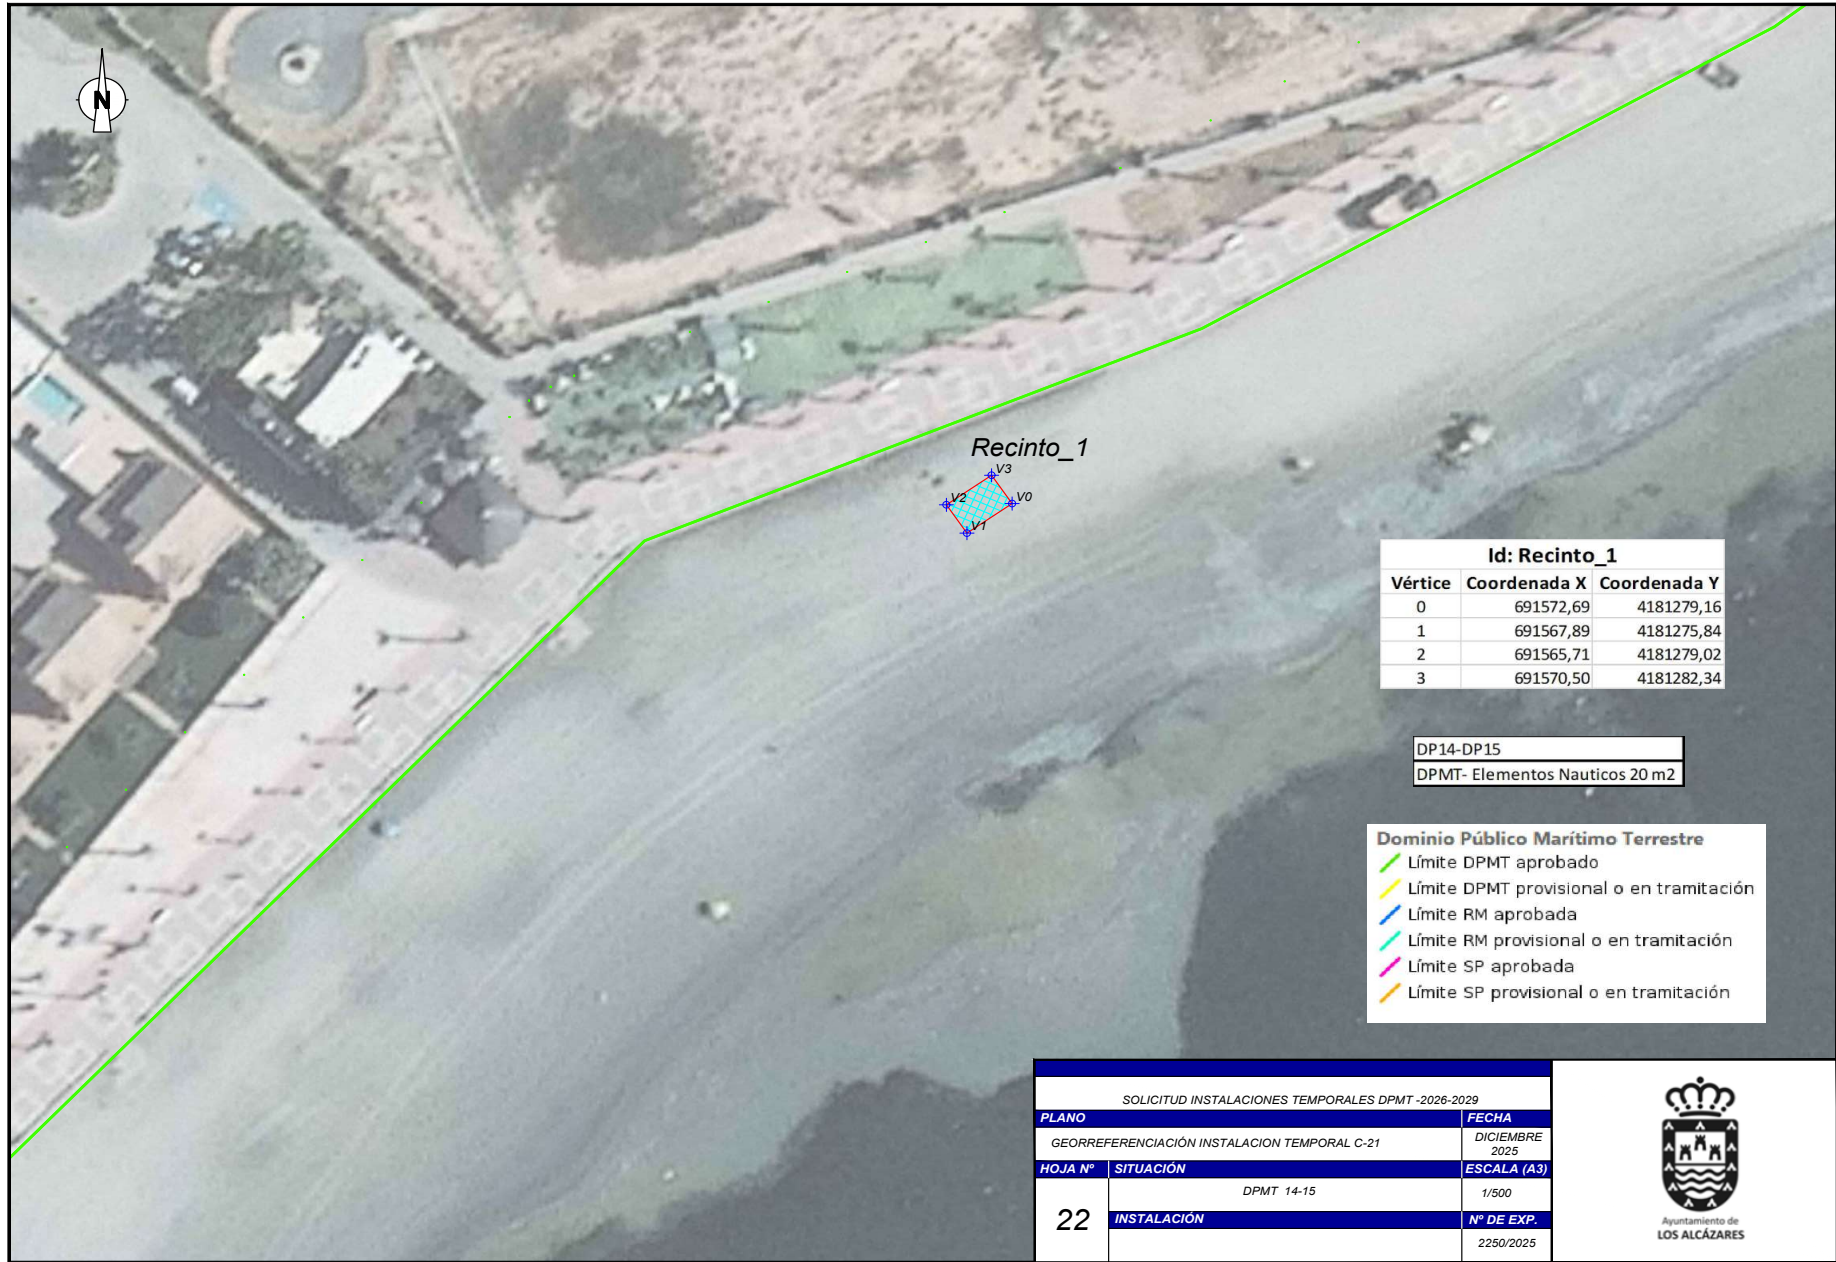 N
Recinto_1
V3
V2
V0
V1
Id: Recinto_1
Vértice Coordenada X Coordenada Y
0 691572,69 4181279,16
1 691567,89 4181275,84
2 691565,71 4181279,02
3 691570,50 4181282,34
DP14-DP15
DPMT- Elementos Nauticos 20 m2
Dominio Público Marítimo Terrestre
Límite DPMT aprobado
Límite DPMT provisional o en tramitación
Límite RM aprobada
Límite RM provisional o en tramitación
Límite SP aprobada
Límite SP provisional o en tramitación
SOLICITUD INSTALACIONES TEMPORALES DPMT -2026-2029
PLANO FECHA
GEORREFERENCIACIÓN INSTALACION TEMPORAL C-21 DICIEMBRE
2025
HOJA Nº SITUACIÓN ESCALA (A3)
DPMT 14-15 1/500
22 INSTALACIÓN Nº DE EXP.
2250/2025
Ayuntamiento de
LOS ALCÁZARES